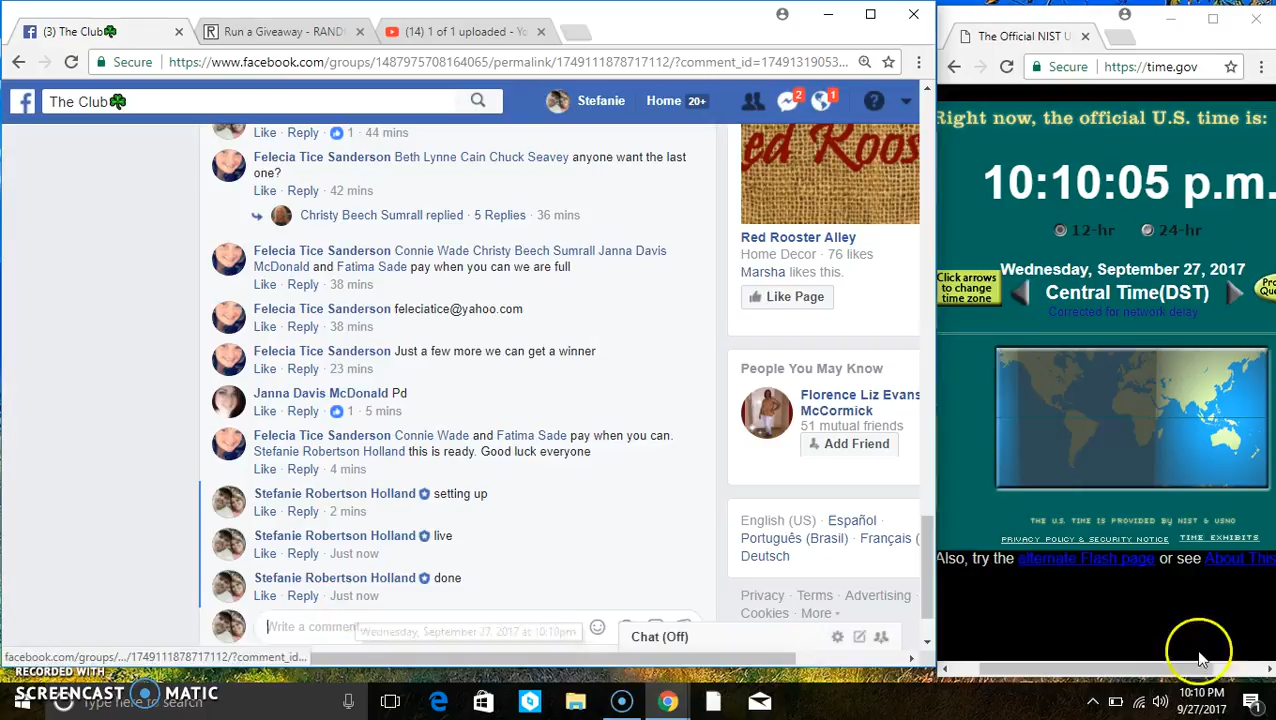 (3) The Club☘
Run a Giveaway - RAND
(14) 1 of 1 uploaded - Yo
The Official NIST U
Secure
https://www.facebook.com/groups/1487975708164065/permalink/1749111878717112/?comment_id=17491319053...
Secure
https://time.gov
The Club☘
Stefanie
Home 20+
2
1
Like · Reply · 1 · 44 mins
Felecia Tice Sanderson Beth Lynne Cain Chuck Seavey anyone want the last
one?
Like · Reply · 42 mins
Christy Beech Sumrall replied · 5 Replies · 36 mins
Felecia Tice Sanderson Connie Wade Christy Beech Sumrall Janna Davis
McDonald and Fatima Sade pay when you can we are full
Like · Reply · 38 mins
Felecia Tice Sanderson feleciatice@yahoo.com
Like · Reply · 38 mins
Felecia Tice Sanderson Just a few more we can get a winner
Like · Reply · 23 mins
Janna Davis McDonald Pd
Like · Reply · 1 · 5 mins
Felecia Tice Sanderson Connie Wade and Fatima Sade pay when you can.
Stefanie Robertson Holland this is ready. Good luck everyone
Like · Reply · 4 mins
Stefanie Robertson Holland setting up
Like · Reply · 2 mins
Stefanie Robertson Holland live
Like · Reply · Just now
Stefanie Robertson Holland done
Like · Reply · Just now
Write a comment
Wednesday, September 27, 2017 at 10:10pm
ed Roos
Red Rooster Alley
Home Decor · 76 likes
Marsha likes this.
Like Page
People You May Know
Florence Liz Evans
McCormick
51 mutual friends
Add Friend
English (US) · Español ·
Português (Brasil) · Français (
Deutsch
Privacy · Terms · Advertising
Cookies · More
Chat (Off)
facebook.com/groups/.../1749111878717112/?comment_id...
Right now, the official U.S. time is:
10:10:05 p.m.
12-hr
24-hr
Wednesday, September 27, 2017
Click arrows
to change
time zone
Central Time(DST)
Pro
Que
Corrected for network delay
THE U.S. TIME IS PROVIDED BY NIST & USNO
PRIVACY POLICY & SECURITY NOTICE
TIME EXHIBITS
Also, try the alternate Flash page or see About This
RECORDED WITH
SCREENCAST MATIC
here to search
10:10 PM
9/27/2017
1